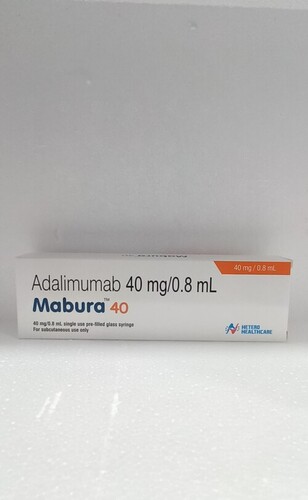 40 mg / 0.8 mL
Adalimumab 40 mg/0.8 mL
Mabura™ 40
40 mg/0.8 mL single use pre-filled glass syringe
For subcutaneous use only
HETERO
HEALTHCARE